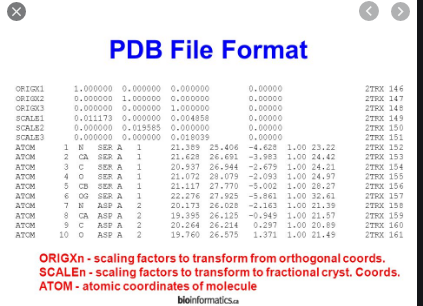 PDB File Format
ORIGX1 1.000000 0.000000 0.000000 0.00000 2TRX 146
ORIGX2 0.000000 1.000000 0.000000 0.00000 2TRX 147
ORIGX3 0.000000 0.000000 1.000000 0.00000 2TRX 148
SCALE1 0.011173 0.000000 0.004858 0.00000 2TRX 149
SCALE2 0.000000 0.019585 0.000000 0.00000 2TRX 150
SCALE3 0.000000 0.000000 0.018039 0.00000 2TRX 151
ATOM 1 N SER A 1 21.389 25.406 -4.628 1.00 23.22 2TRX 152
ATOM 2 CA SER A 1 21.628 26.691 -3.983 1.00 24.42 2TRX 153
ATOM 3 C SER A 1 20.937 26.944 -2.679 1.00 24.21 2TRX 154
ATOM 4 O SER A 1 21.072 28.079 -2.093 1.00 24.97 2TRX 155
ATOM 5 CB SER A 1 21.117 27.770 -5.002 1.00 28.27 2TRX 156
ATOM 6 OG SER A 1 22.276 27.925 -5.861 1.00 32.61 2TRX 157
ATOM 7 N ASP A 2 20.173 26.028 -2.163 1.00 21.39 2TRX 158
ATOM 8 CA ASP A 2 19.395 26.125 -0.949 1.00 21.57 2TRX 159
ATOM 9 C ASP A 2 20.264 26.214 0.297 1.00 20.89 2TRX 160
ATOM 10 O ASP A 2 19.760 26.575 1.371 1.00 21.49 2TRX 161
ORIGXn - scaling factors to transform from orthogonal coords.
SCALEn - scaling factors to transform to fractional cryst. Coords.
ATOM - atomic coordinates of molecule
bioinformatics.ca